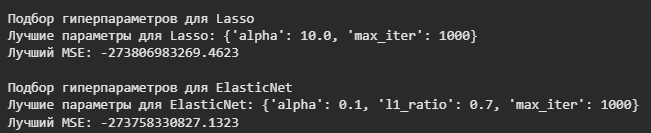 Подбор гиперпараметров для Lasso
Лучшие параметры для Lasso: {'alpha': 10.0, 'max_iter': 1000}
Лучший MSE: -273806983269.4623
Подбор гиперпараметров для ElasticNet
Лучшие параметры для ElasticNet: {'alpha': 0.1, 'l1_ratio': 0.7, 'max_iter': 1000}
Лучший MSE: -273758330827.1323